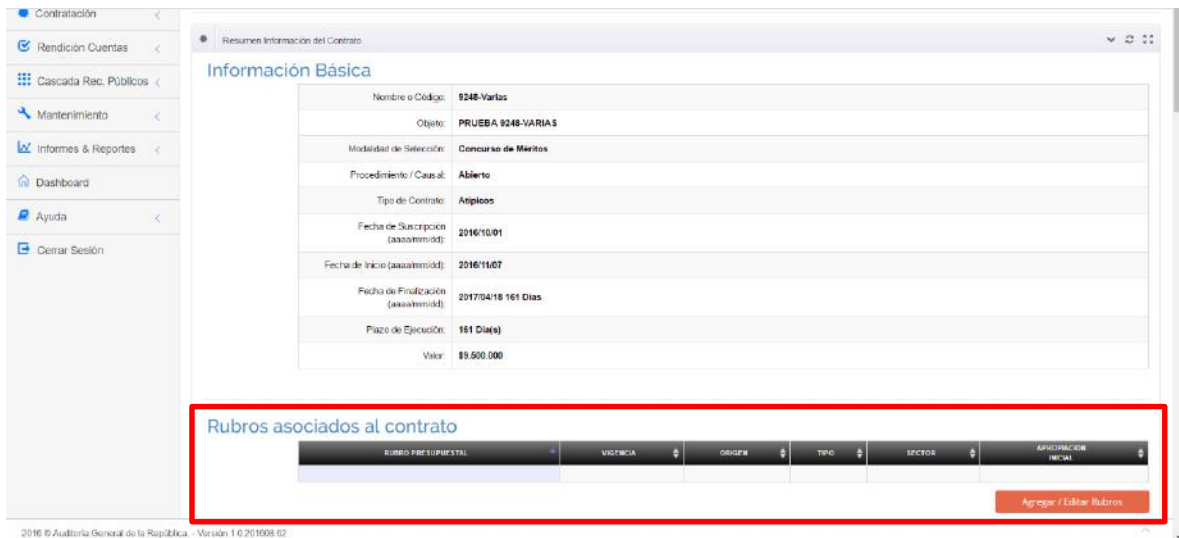 Contratación
Rendición Cuentas
Cascada Rec. Públicos
Mantenimiento
Informes & Reportes
Dashboard
Ayuda
Cerrar Sesión
Resumen Información del Contrato
Información Básica
Nombre o Código: 9248-Varias
Objeto: PRUEBA 9248-VARIAS
Modalidad de Selección: Concurso de Méritos
Procedimiento / Causal: Abierto
Tipo de Contrato: Atípicos
Fecha de Suscripción
(aaaa/mm/dd): 2016/10/01
Fecha de Inicio (aaaa/mm/dd): 2016/11/07
Fecha de Finalización
(aaaa/mm/dd): 2017/04/18 161 Días
Plazo de Ejecución: 161 Día(s)
Valor: $9.500.000
Rubros asociados al contrato
RUBRO PRESUPUESTAL VIGENCIA ORIGEN TIPO SECTOR APROPIACION
INICIAL
Agregar / Editar Rubros
2016 © Auditoría General de la República. - Versión 1.0.201608.62